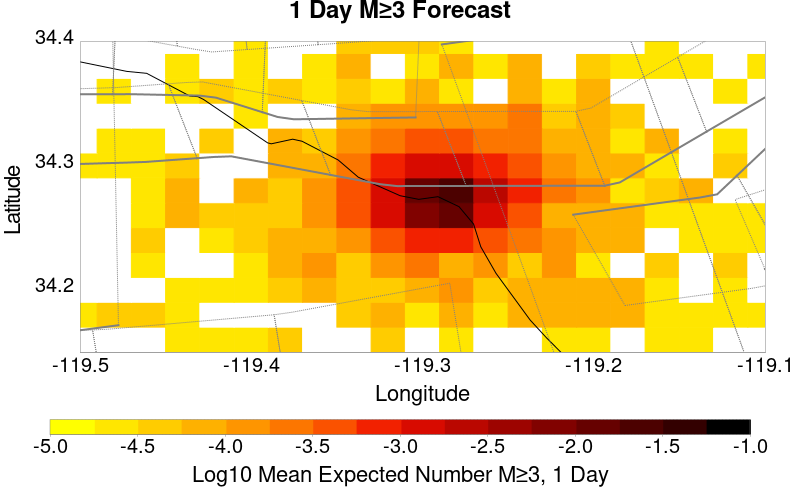 1 Day M≥3 Forecast
34.4
34.3
34.2
Latitude
-119.5 -119.4 -119.3 -119.2 -119.1
Longitude
-5.0 -4.5 -4.0 -3.5 -3.0 -2.5 -2.0 -1.5 -1.0
Log10 Mean Expected Number M≥3, 1 Day